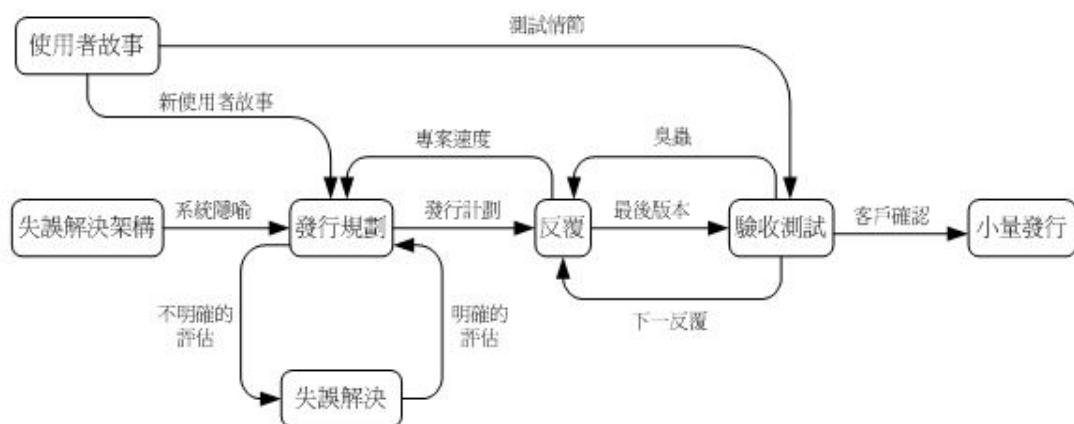 使用者故事
測試情節
新使用者故事
專案速度
臭蟲
失誤解決架構
系統隱喻
發行規劃
發行計劃
反覆
最後版本
驗收測試
客戶確認
小量發行
不明確的
評估
明確的
評估
下一反覆
失誤解決